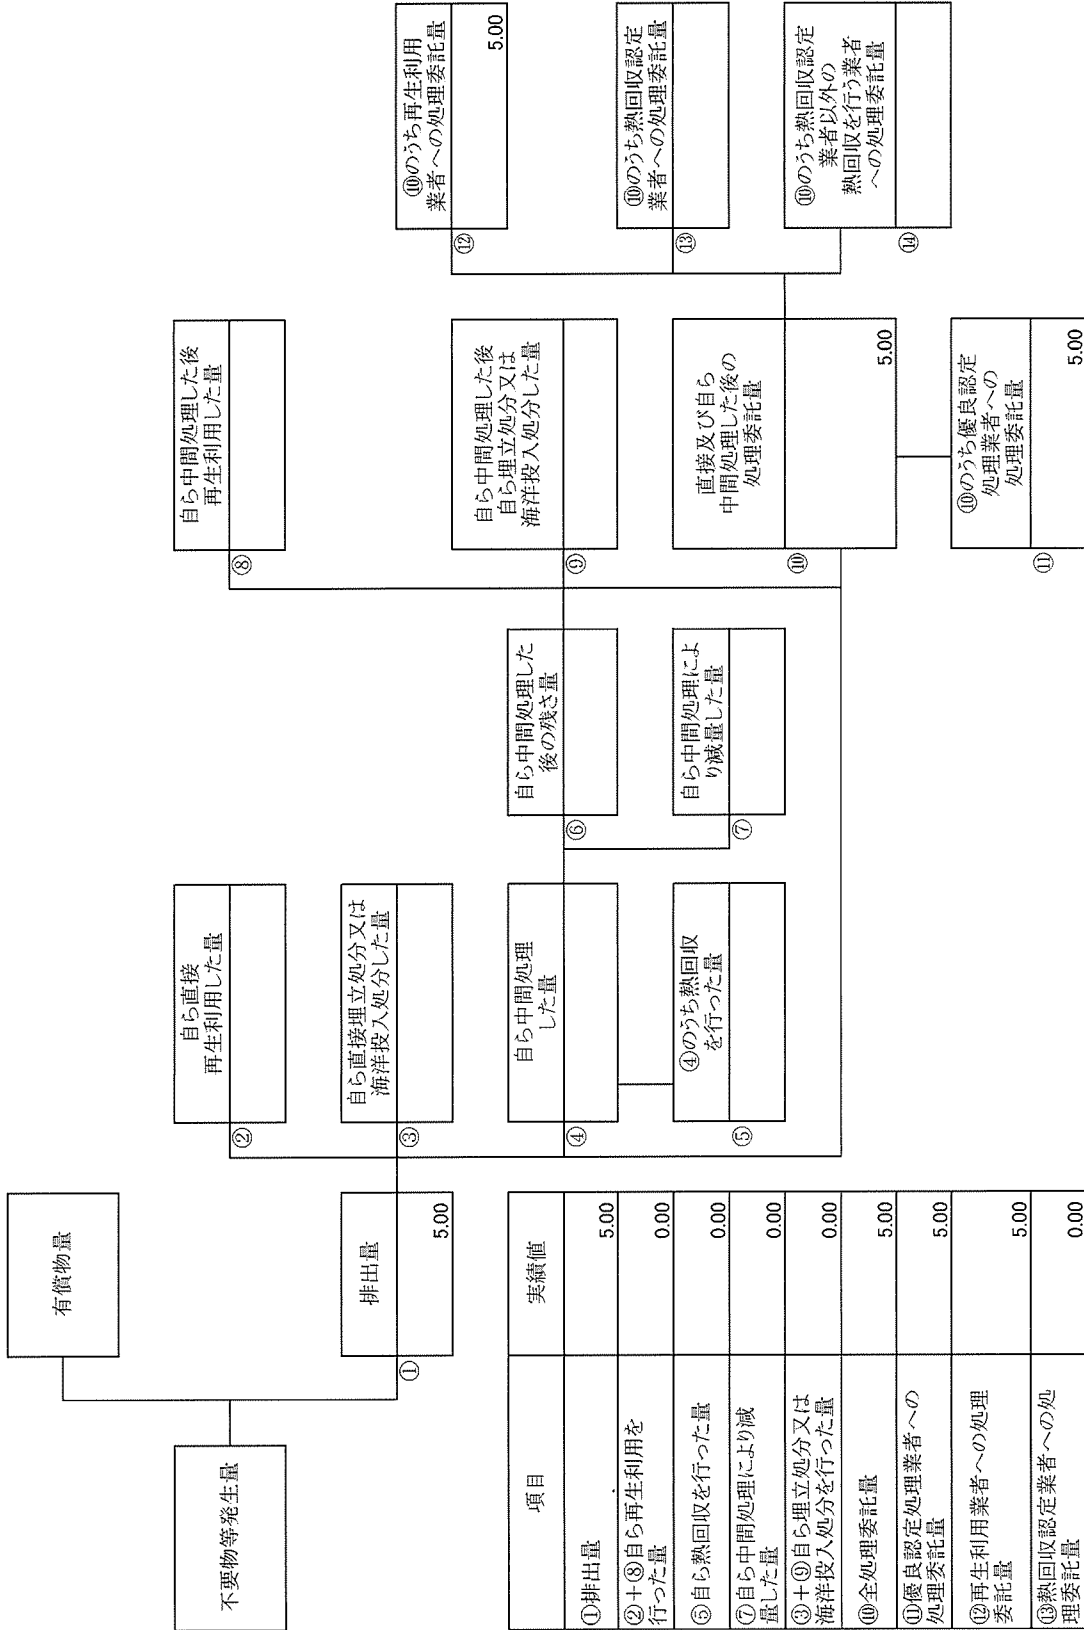 不要物等発生量
有償物量
①
排出量
5.00
②
自ら直接
再生利用した量
③
自ら直接埋立処分又は
海洋投入処分した量
④
自ら中間処理
した量
⑤
④のうち熱回収
を行った量
⑥
自ら中間処理した
後の残さ量
⑦
自ら中間処理によ
り減量した量
⑧
自ら中間処理した後
再生利用した量
⑨
自ら中間処理した後
自ら埋立処分又は
海洋投入処分した量
⑩
直接及び自ら
中間処理した後の
処理委託量
5.00
⑪
⑩のうち優良認定
処理業者への
処理委託量
5.00
⑫
⑩のうち再生利用
業者への処理委託量
5.00
⑬
⑩のうち熱回収認定
業者への処理委託量
⑭
⑩のうち熱回収認定
業者以外の
熱回収を行う業者
への処理委託量
項目 実績値
①排出量 5.00
②+⑧自ら再生利用を
行った量 0.00
⑤自ら熱回収を行った量 0.00
⑦自ら中間処理により減
量した量 0.00
③+⑨自ら埋立処分又は
海洋投入処分を行った量 0.00
⑩全処理委託量 5.00
⑪優良認定処理業者への
処理委託量 5.00
⑫再生利用業者への処理
委託量 5.00
⑬熱回収認定業者への処
理委託量 0.00